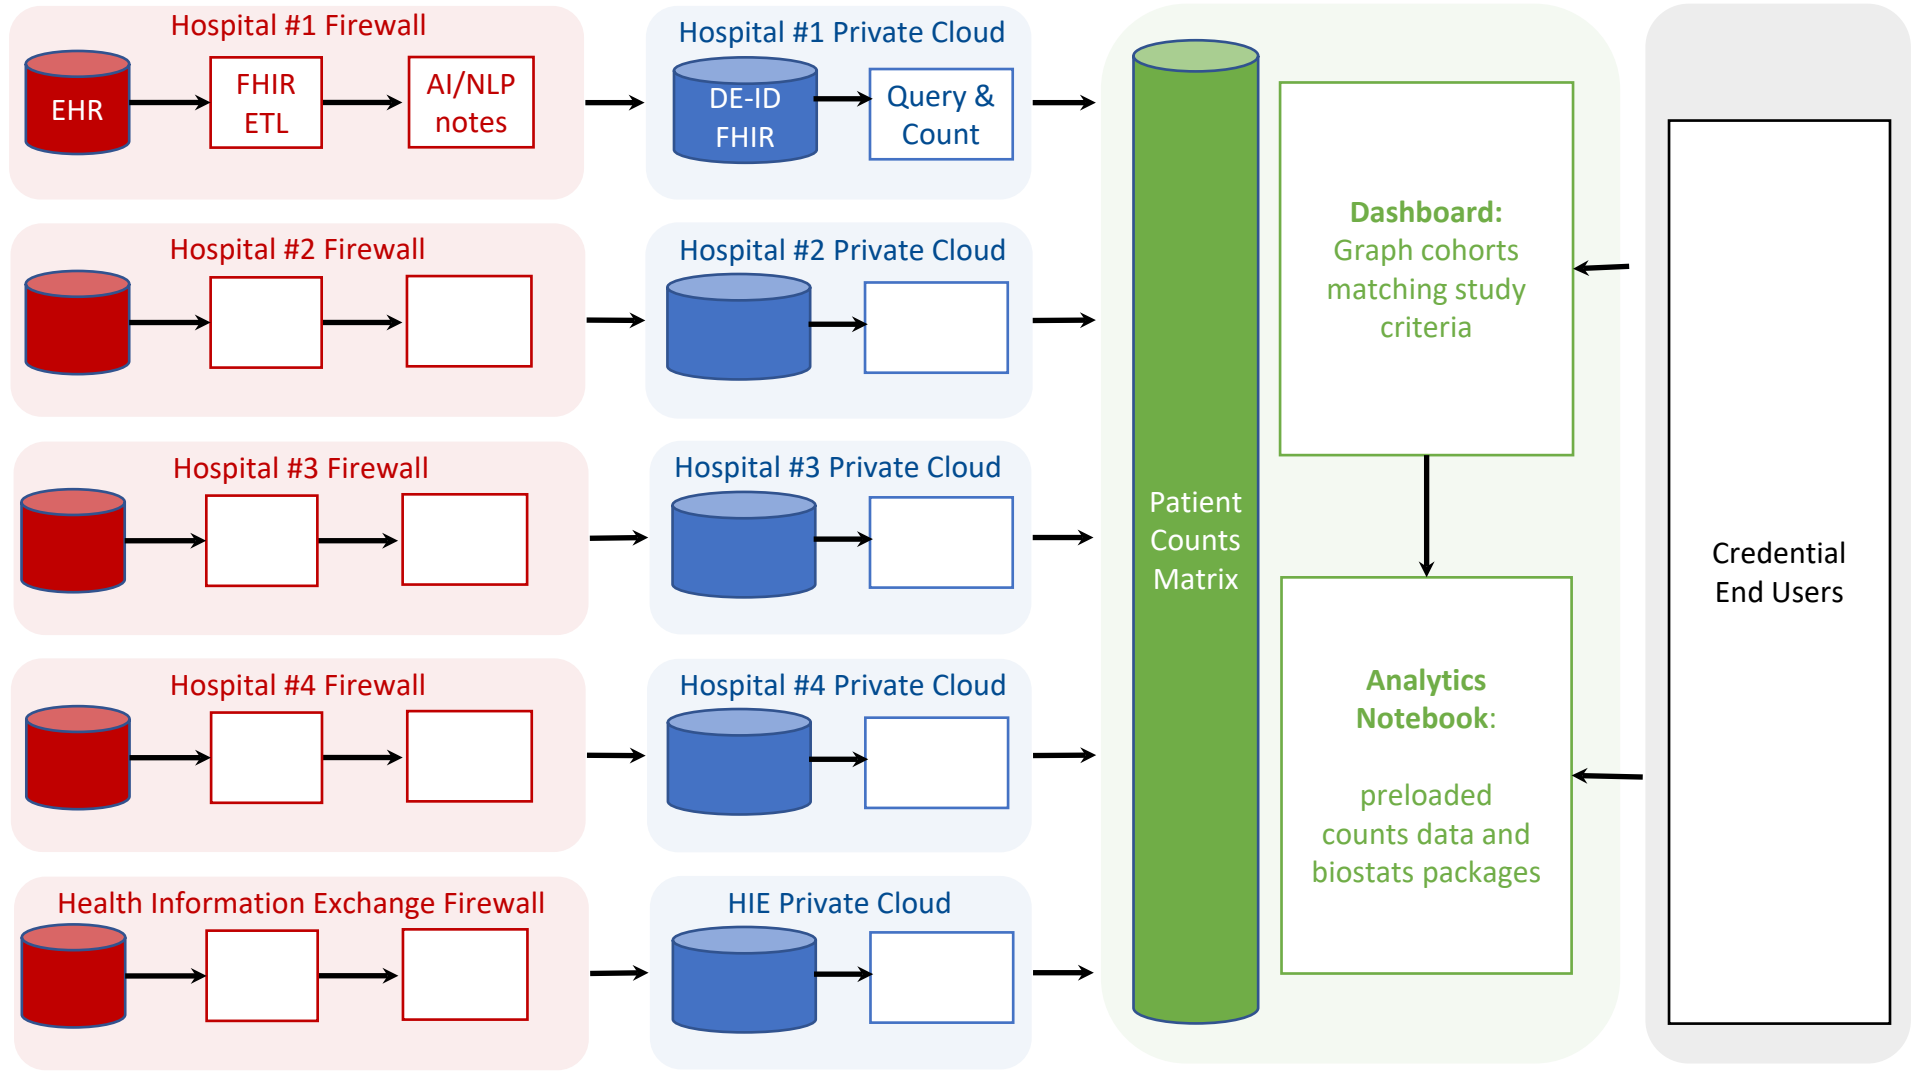 Hospital #1 Firewall
EHR
FHIR
ETL
AI/NLP
notes
Hospital #1 Private Cloud
DE-ID
FHIR
Query &
Count
Hospital #2 Firewall
Hospital #2 Private Cloud
Hospital #3 Firewall
Hospital #3 Private Cloud
Hospital #4 Firewall
Hospital #4 Private Cloud
Health Information Exchange Firewall
HIE Private Cloud
Patient
Counts
Matrix
Dashboard:
Graph cohorts
matching study
criteria
Analytics
Notebook:
preloaded
counts data and
biostats packages
Credential
End Users